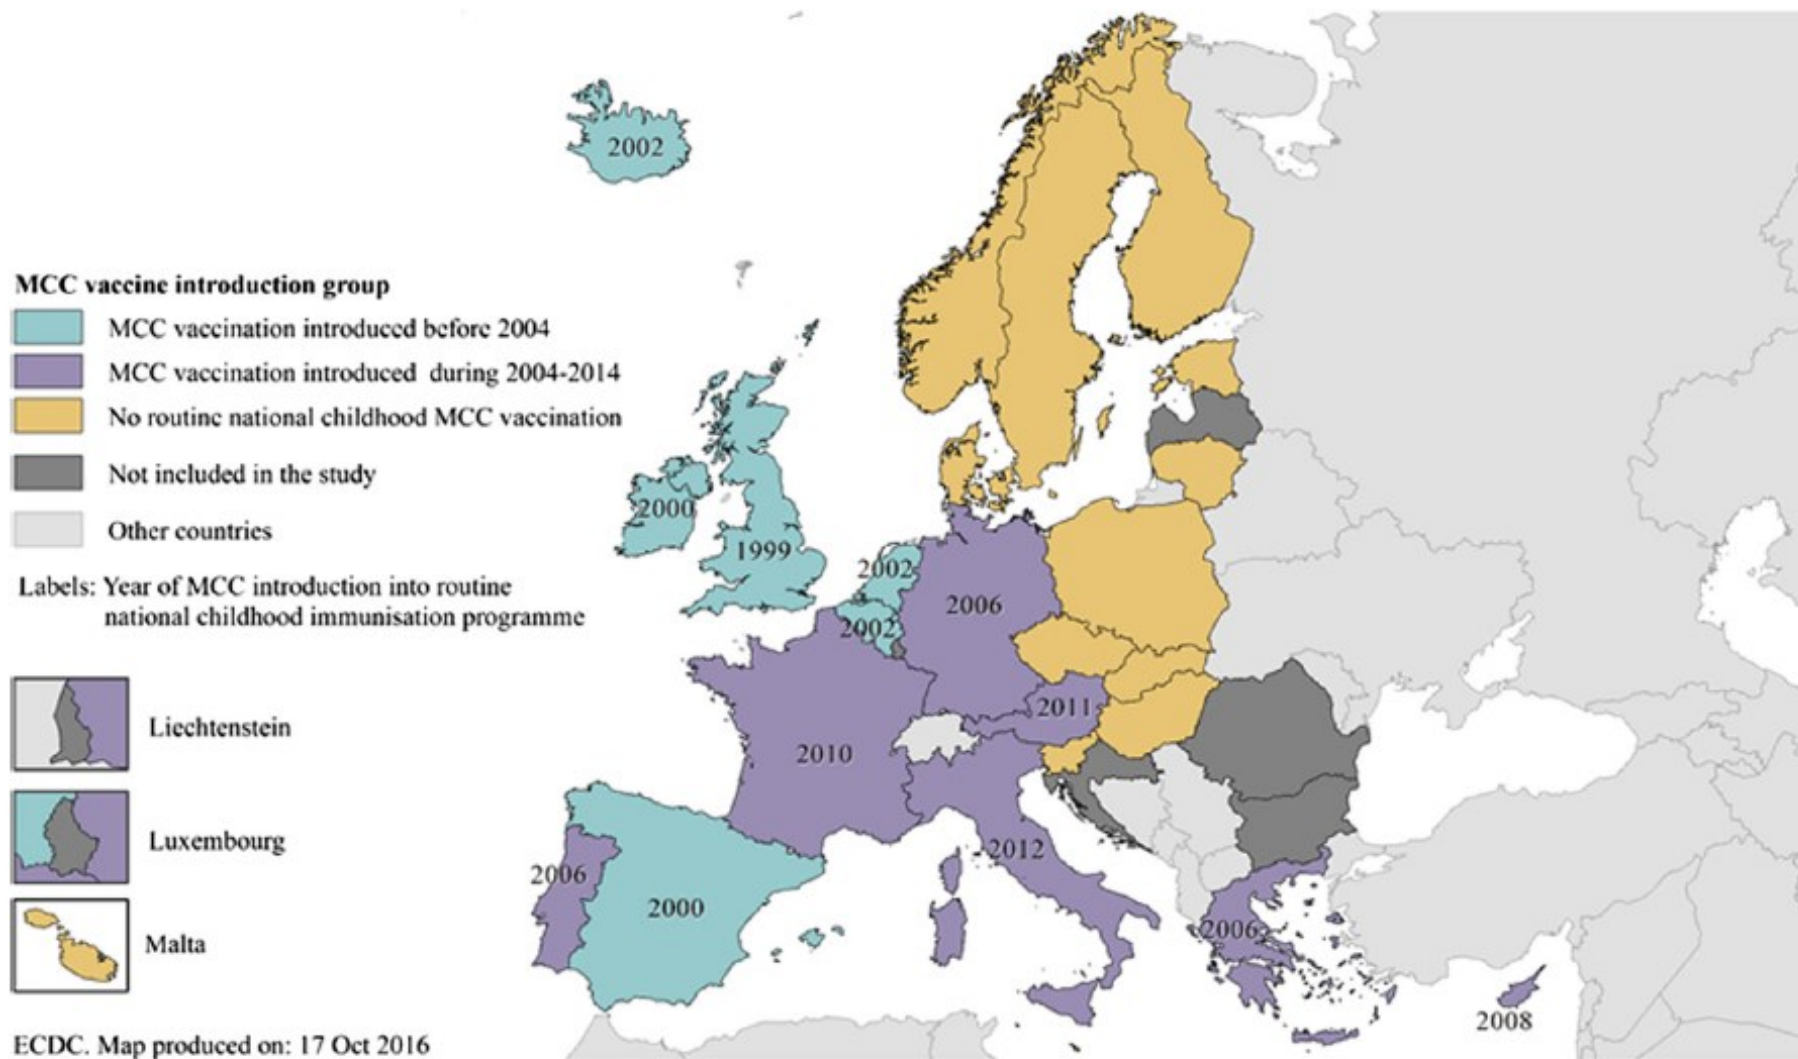 2002
MCC vaccine introduction group
MCC vaccination introduced before 2004
MCC vaccination introduced during 2004-2014
No routine national childhood MCC vaccination
Not included in the study
Other countries
Labels: Year of MCC introduction into routine
national childhood immunisation programme
2000
1999
2002
2002
2006
2011
2010
2012
2006
2000
2006
2008
Liechtenstein
Luxembourg
Malta
ECDC. Map produced on: 17 Oct 2016